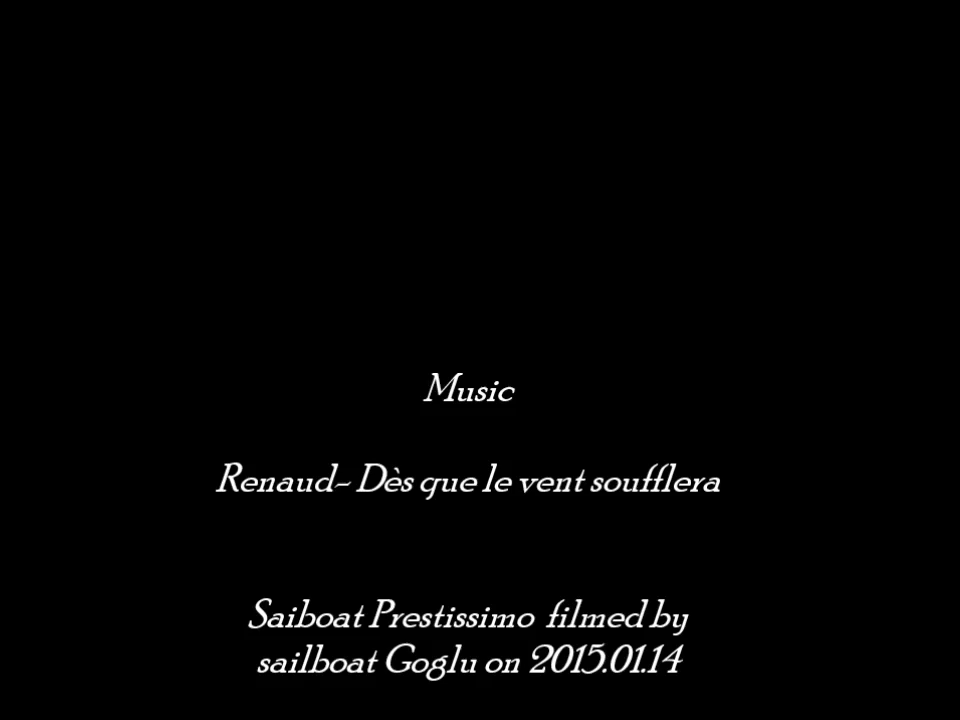 Music
Renaud- Dès que le vent soufflera
Saiboat Prestissimo filmed by
sailboat Goglu on 2015.01.14